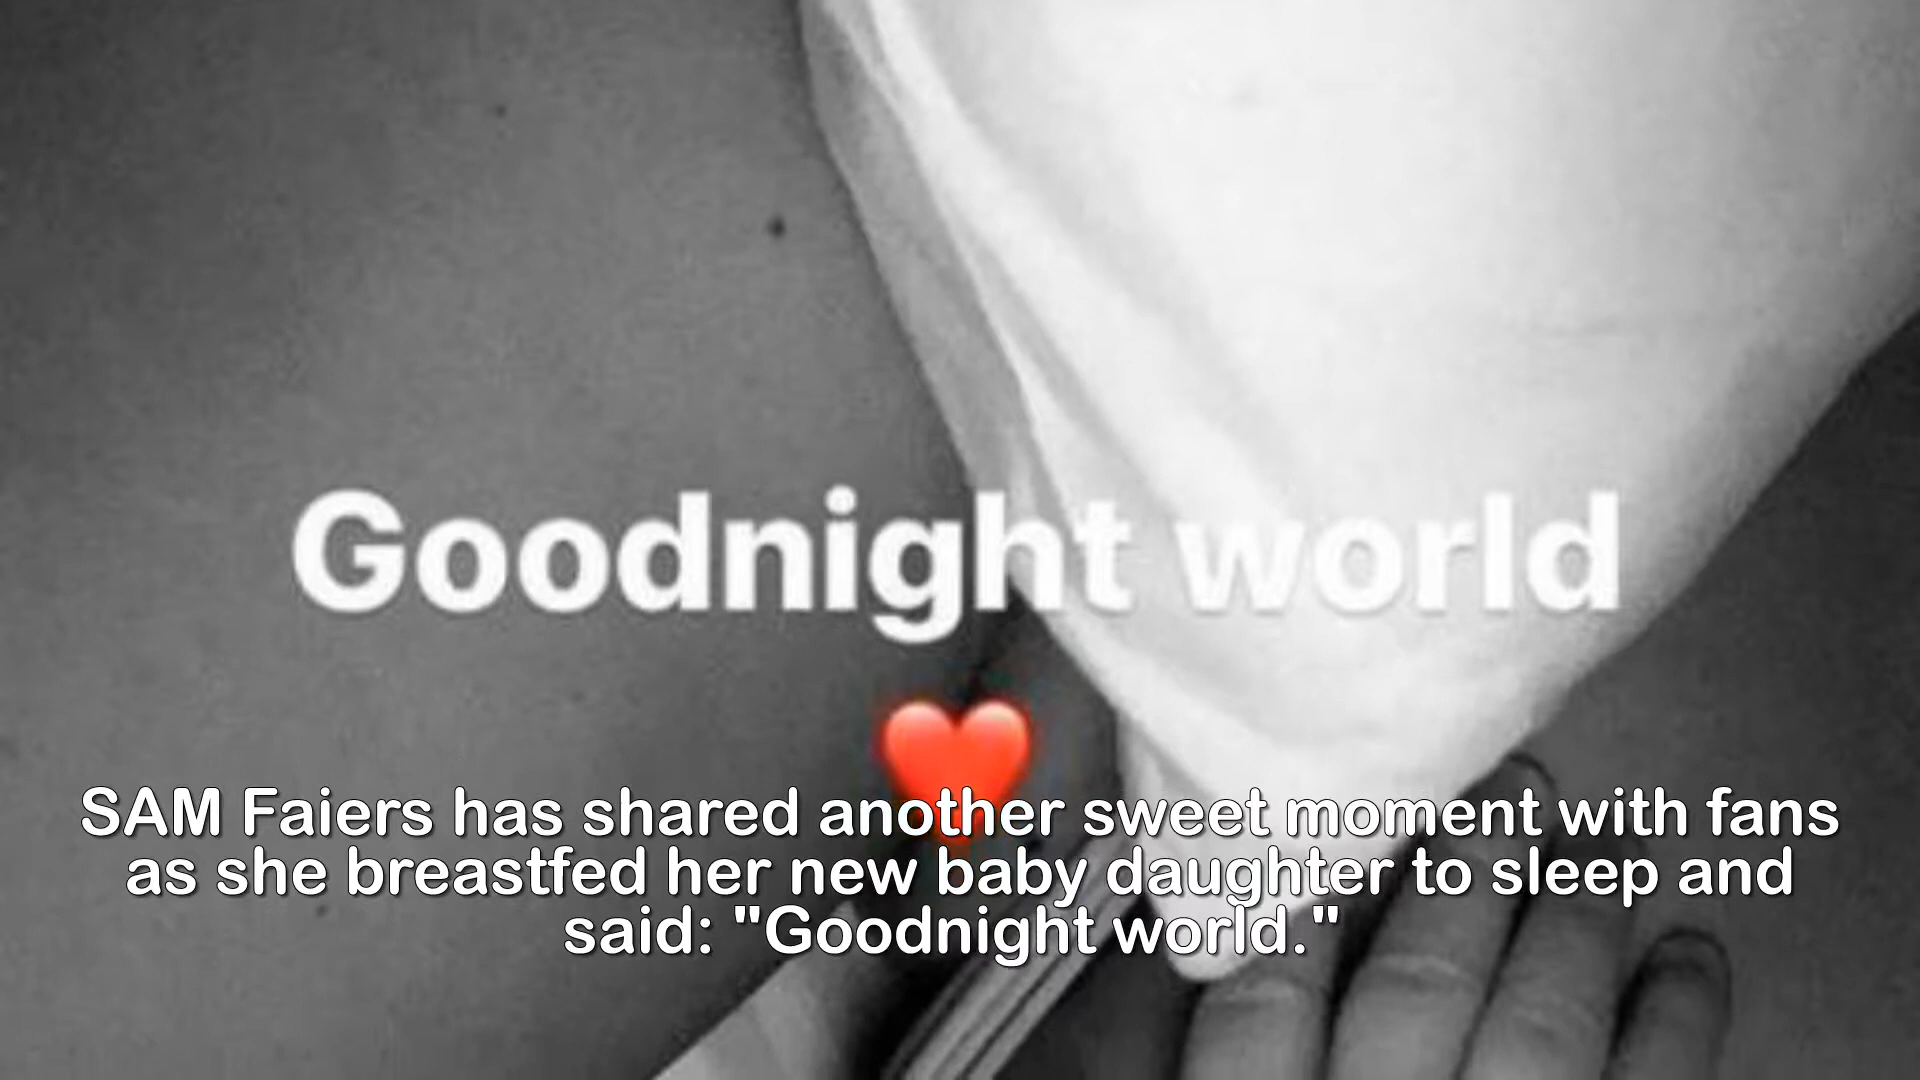 Goodnight world
SAM Faiers has shared another sweet moment with fans
as she breastfed her new baby daughter to sleep and
said: "Goodnight world."